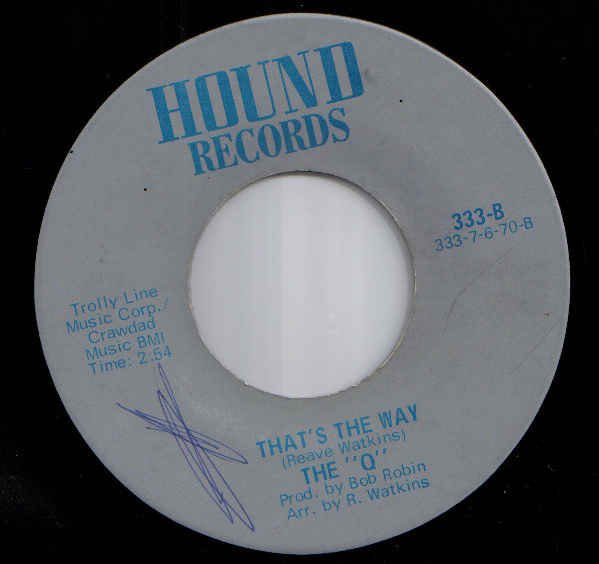 HOUND
RECORDS
333-B
333-7-6-70-B
Trolly Line
Music Corp./
Crawdad
Music BMI
Time: 2:54
THAT'S THE WAY
(Reave Watkins)
THE "Q"
Prod. by Bob Robin
Arr. by R. Watkins